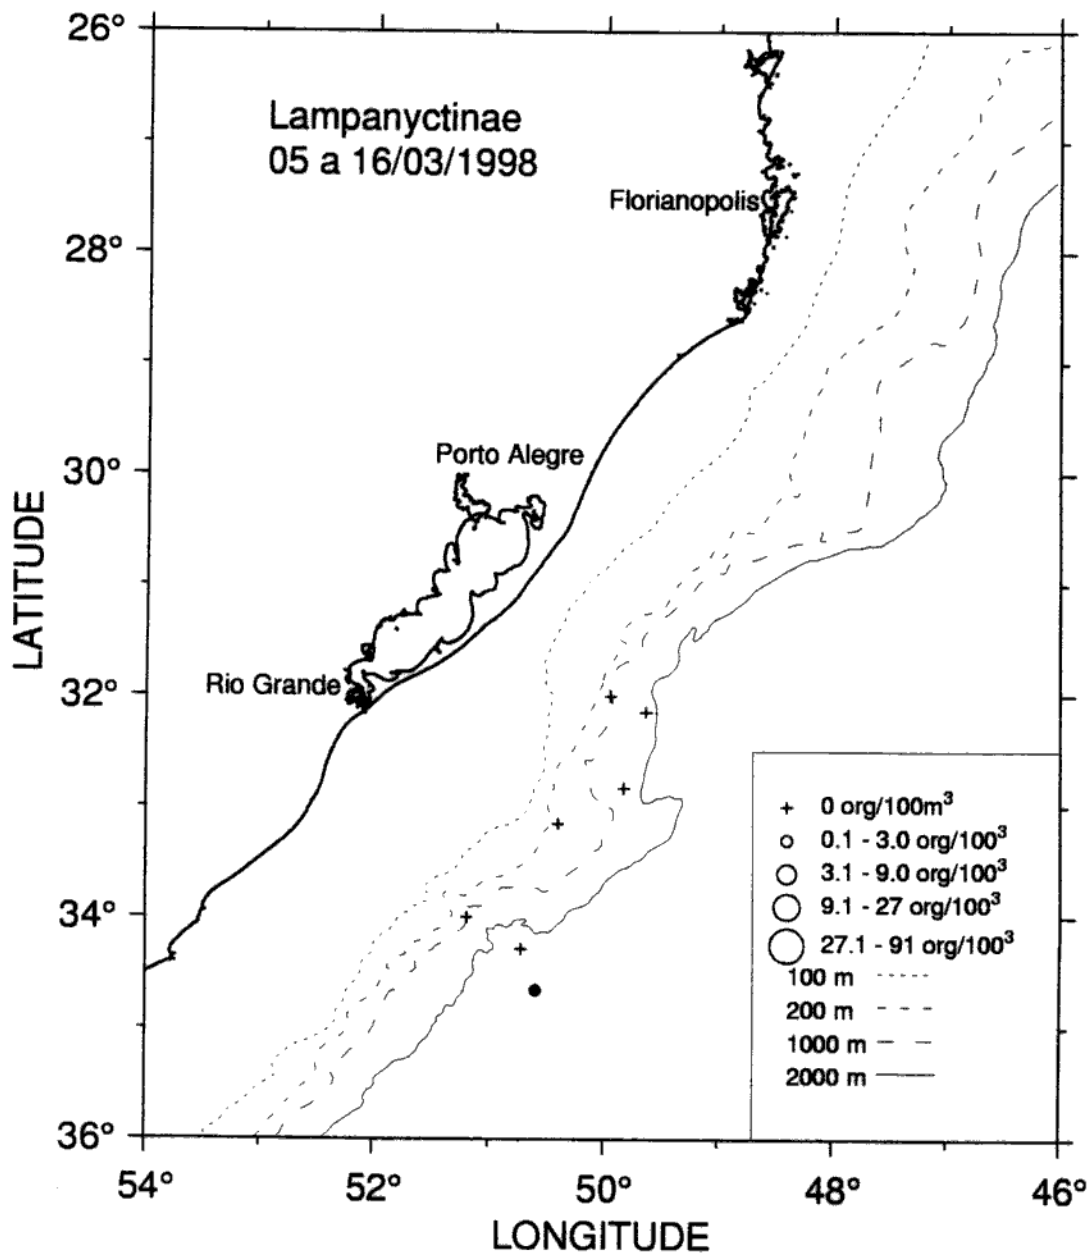 26°
Lampanyctinae
05 a 16/03/1998
Florianopolis
28°
Porto Alegre
30°
LATITUDE
Rio Grande
32°
0 org/100m³
0.1 - 3.0 org/100³
3.1 - 9.0 org/100³
34°
9.1 - 27 org/100³
27.1 - 91 org/100³
100 m
200 m
1000 m
2000 m
36°
54° 52° 50° 48° 46°
LONGITUDE